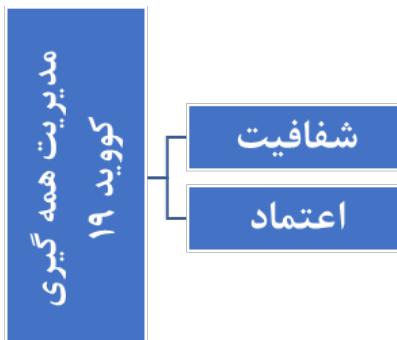 مدیریت همه گیری
کووید ۱۹
شفافیت
اعتماد